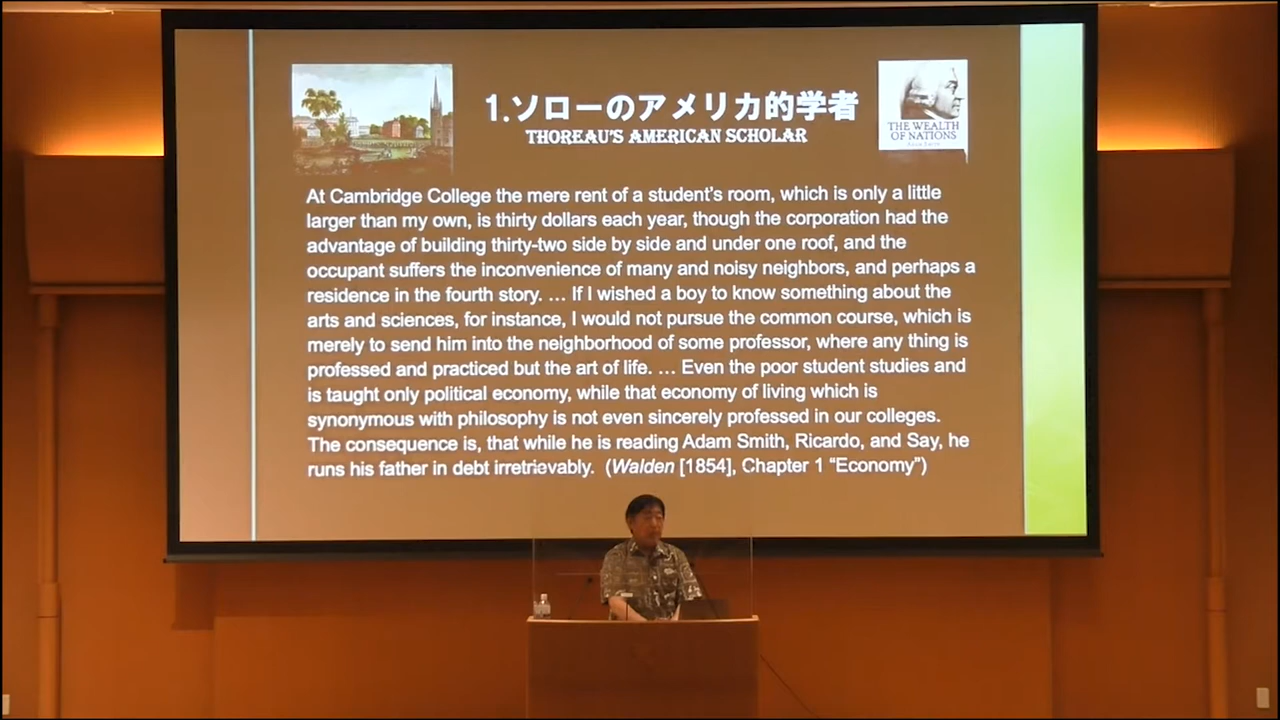 1.ソローのアメリカ的学者
THOREAU'S AMERICAN SCHOLAR
THE WEALTH
OF NATIONS
At Cambridge College the mere rent of a student's room, which is only a little
larger than my own, is thirty dollars each year, though the corporation had the
advantage of building thirty-two side by side and under one roof, and the
occupant suffers the inconvenience of many and noisy neighbors, and perhaps a
residence in the fourth story. … If I wished a boy to know something about the
arts and sciences, for instance, I would not pursue the common course, which is
merely to send him into the neighborhood of some professor, where any thing is
professed and practiced but the art of life. … Even the poor student studies and
is taught only political economy, while that economy of living which is
synonymous with philosophy is not even sincerely professed in our colleges.
The consequence is, that while he is reading Adam Smith, Ricardo, and Say, he
runs his father in debt irretrievably. (Walden [1854], Chapter 1 “Economy”)